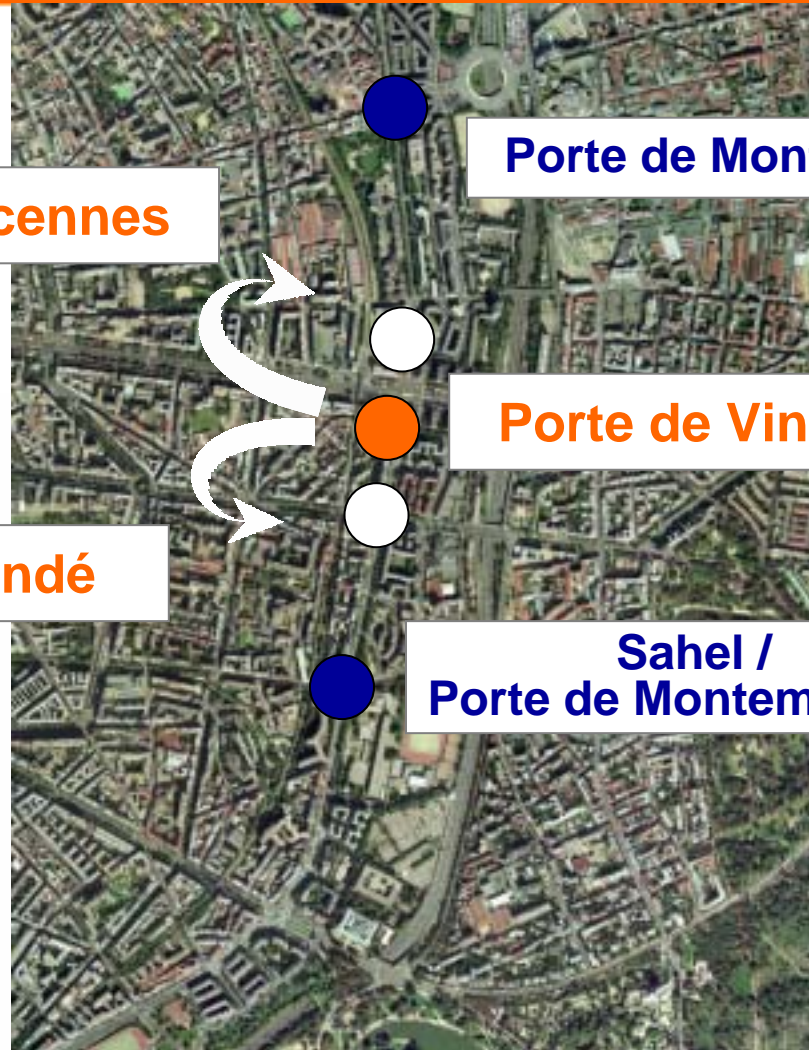 Porte de Mon
cennes
Porte de Vin
ndé
Sahel /
Porte de Montem